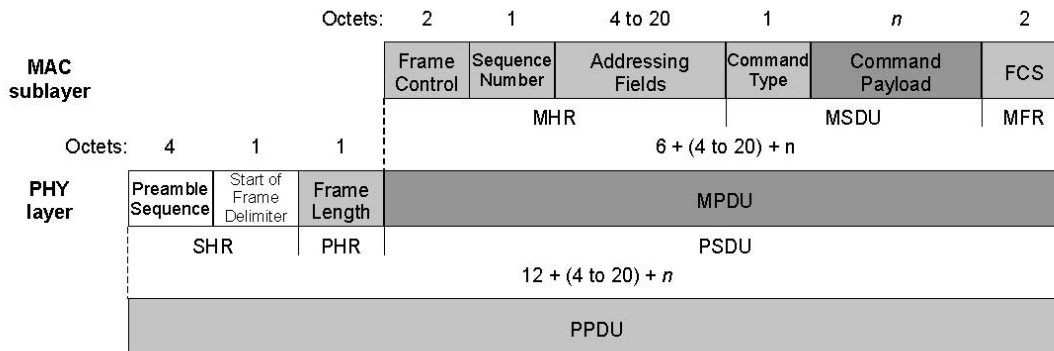 Octets: 2 1 4 to 20 1 n 2
MAC sublayer
Frame Control
Sequence Number
Addressing Fields
Command Type
Command Payload
FCS
MHR MSDU MFR
Octets: 4 1 1 6 + (4 to 20) + n
PHY layer
Preamble Sequence
Start of Frame Delimiter
Frame Length
MPDU
SHR PHR PSDU
12 + (4 to 20) + n
PPDU